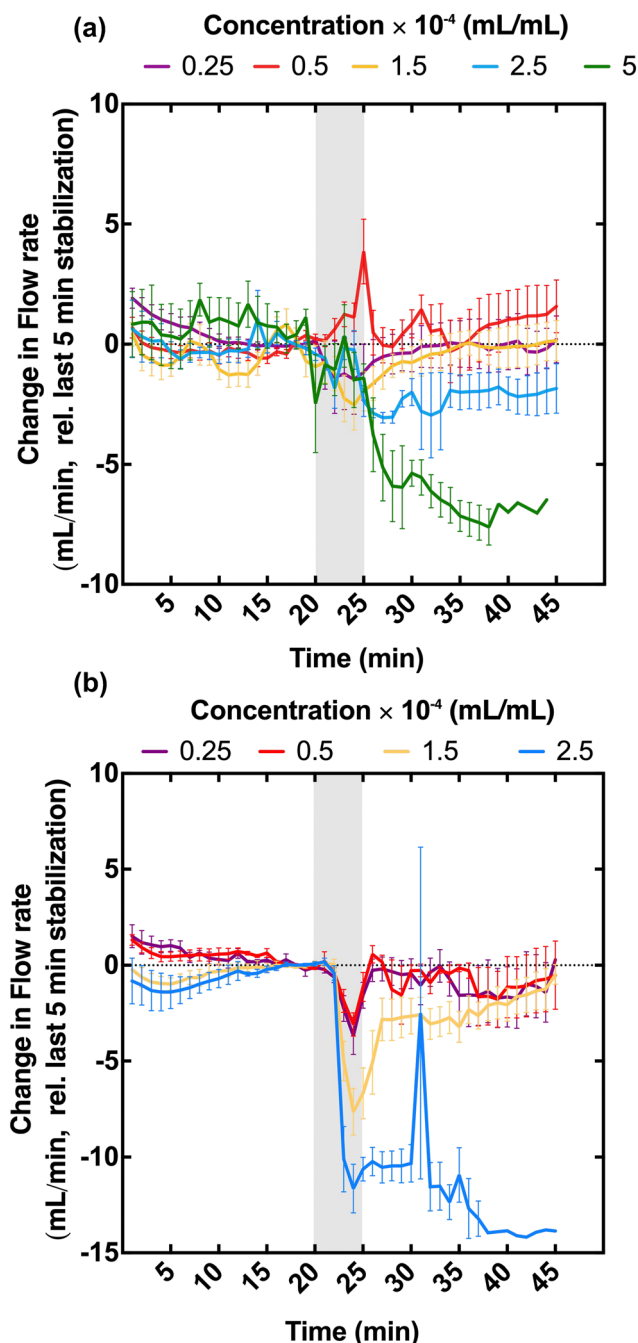 (a)
Concentration × 10⁻⁴ (mL/mL)
0.25 0.5 1.5 2.5 5
Change in Flow rate
(mL/min, rel. last 5 min stabilization)
10
5
0
-5
-10
5 10 15 20 25 30 35 40 45
Time (min)
(b)
Concentration × 10⁻⁴ (mL/mL)
0.25 0.5 1.5 2.5
Change in Flow rate
(mL/min, rel. last 5 min stabilization)
10
5
0
-5
-10
-15
5 10 15 20 25 30 35 40 45
Time (min)